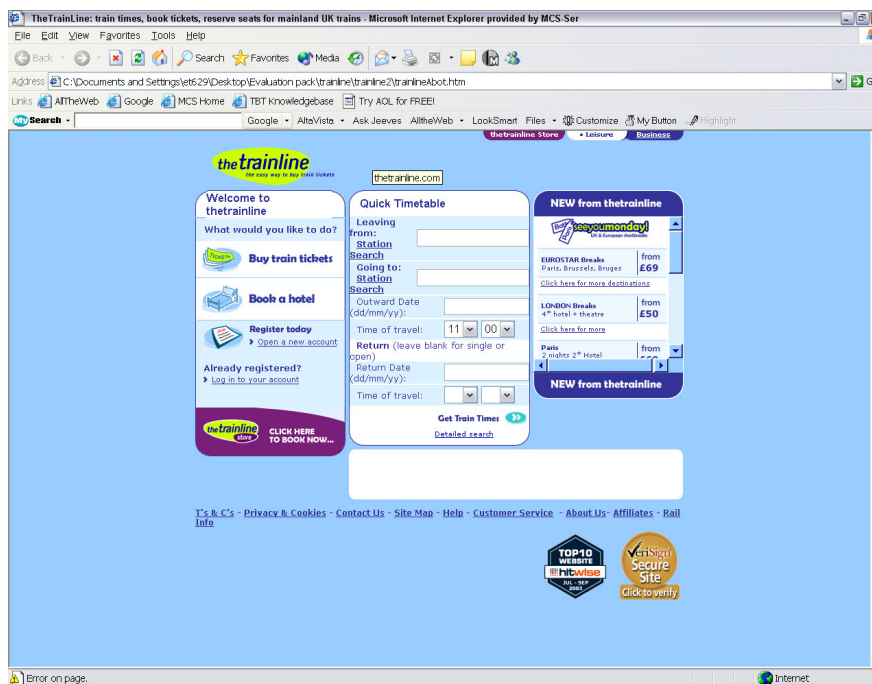 TheTrainLine: train times, book tickets, reserve seats for mainland UK trains - Microsoft Internet Explorer provided by MCS-Ser
File Edit View Favorites Tools Help
Back Search Favorites Media
Address C:\Documents and Settings\et629\Desktop\Evaluation pack\trainline\trainline2\trainlineAbot.htm G
Links AllTheWeb Google MCS Home TBT Knowledgebase Try AOL for FREE!
My Search Google AltaVista Ask Jeeves AlltheWeb LookSmart Files Customize My Button Highlight
thetrainline Store • Leisure Business
the trainline
the easy way to buy train tickets
thetrainline.com
Welcome to
thetrainline
What would you like to do?
TICKETS Buy train tickets
Book a hotel
Register today
Open a new account
Already registered?
Log in to your account
the trainline store
CLICK HERE
TO BOOK NOW...
Quick Timetable
Leaving
from:
Station
Search
Going to:
Station
Search
Outward Date
(dd/mm/yy):
Time of travel: 11 00
Return (leave blank for single or
open)
Return Date
(dd/mm/yy):
Time of travel:
Get Train Times
Detailed search
NEW from thetrainline
seeyoumonday!
UK & European shortbreaks
EUROSTAR Breaks from
Paris, Brussels, Bruges £69
Click here for more destinations
LONDON Breaks from
4* hotel + theatre £50
Click here for more
Paris from
2 nights 2* Hotel
NEW from thetrainline
T's & C's - Privacy & Cookies - Contact Us - Site Map - Help - Customer Service - About Us- Affiliates - Rail
Info
TOP10
WEBSITE
hitwise
JUL - SEP
2003
VeriSign
Secure
Site
Click to verify
Error on page. Internet